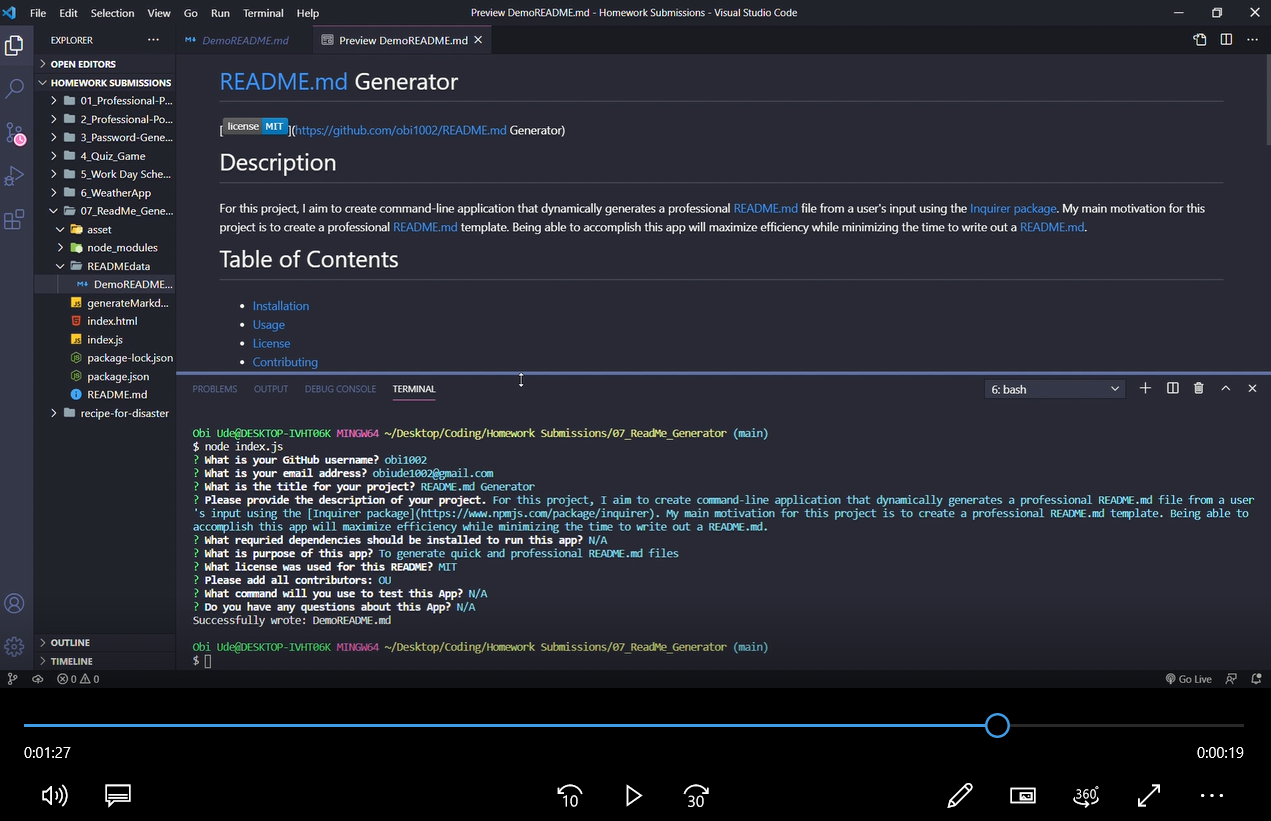 File Edit Selection View Go Run Terminal Help
Preview DemoREADME.md - Homework Submissions - Visual Studio Code
EXPLORER
DemoREADME.md
Preview DemoREADME.md
OPEN EDITORS
HOMEWORK SUBMISSIONS
01_Professional-P...
2_Professional-Po...
3_Password-Gene...
4_Quiz_Game
5_Work Day Sche...
6_WeatherApp
07_ReadMe_Gene...
asset
node_modules
READMEdata
DemoREADME...
generateMarkd...
index.html
index.js
package-lock.json
package.json
README.md
recipe-for-disaster
OUTLINE
TIMELINE
README.md Generator
[license MIT](https://github.com/obi1002/README.md Generator)
Description
For this project, I aim to create command-line application that dynamically generates a professional README.md file from a user's input using the Inquirer package. My main motivation for this
project is to create a professional README.md template. Being able to accomplish this app will maximize efficiency while minimizing the time to write out a README.md.
Table of Contents
Installation
Usage
License
Contributing
PROBLEMS OUTPUT DEBUG CONSOLE TERMINAL
6: bash
Obi Ude@DESKTOP-IVHT06K MINGW64 ~/Desktop/Coding/Homework Submissions/07_ReadMe_Generator (main)
$ node index.js
? What is your GitHub username? obi1002
? What is your email address? obiude1002@gmail.com
? What is the title for your project? README.md Generator
? Please provide the description of your project. For this project, I aim to create command-line application that dynamically generates a professional README.md file from a user
's input using the [Inquirer package](https://www.npmjs.com/package/inquirer). My main motivation for this project is to create a professional README.md template. Being able to
accomplish this app will maximize efficiency while minimizing the time to write out a README.md.
? What requried dependencies should be installed to run this app? N/A
? What is purpose of this app? To generate quick and professional README.md files
? What license was used for this README? MIT
? Please add all contributors: OU
? What command will you use to test this App? N/A
? Do you have any questions about this App? N/A
Successfully wrote: DemoREADME.md
Obi Ude@DESKTOP-IVHT06K MINGW64 ~/Desktop/Coding/Homework Submissions/07_ReadMe_Generator (main)
$
0 0
Go Live
0:01:27
0:00:19
10
30
360°